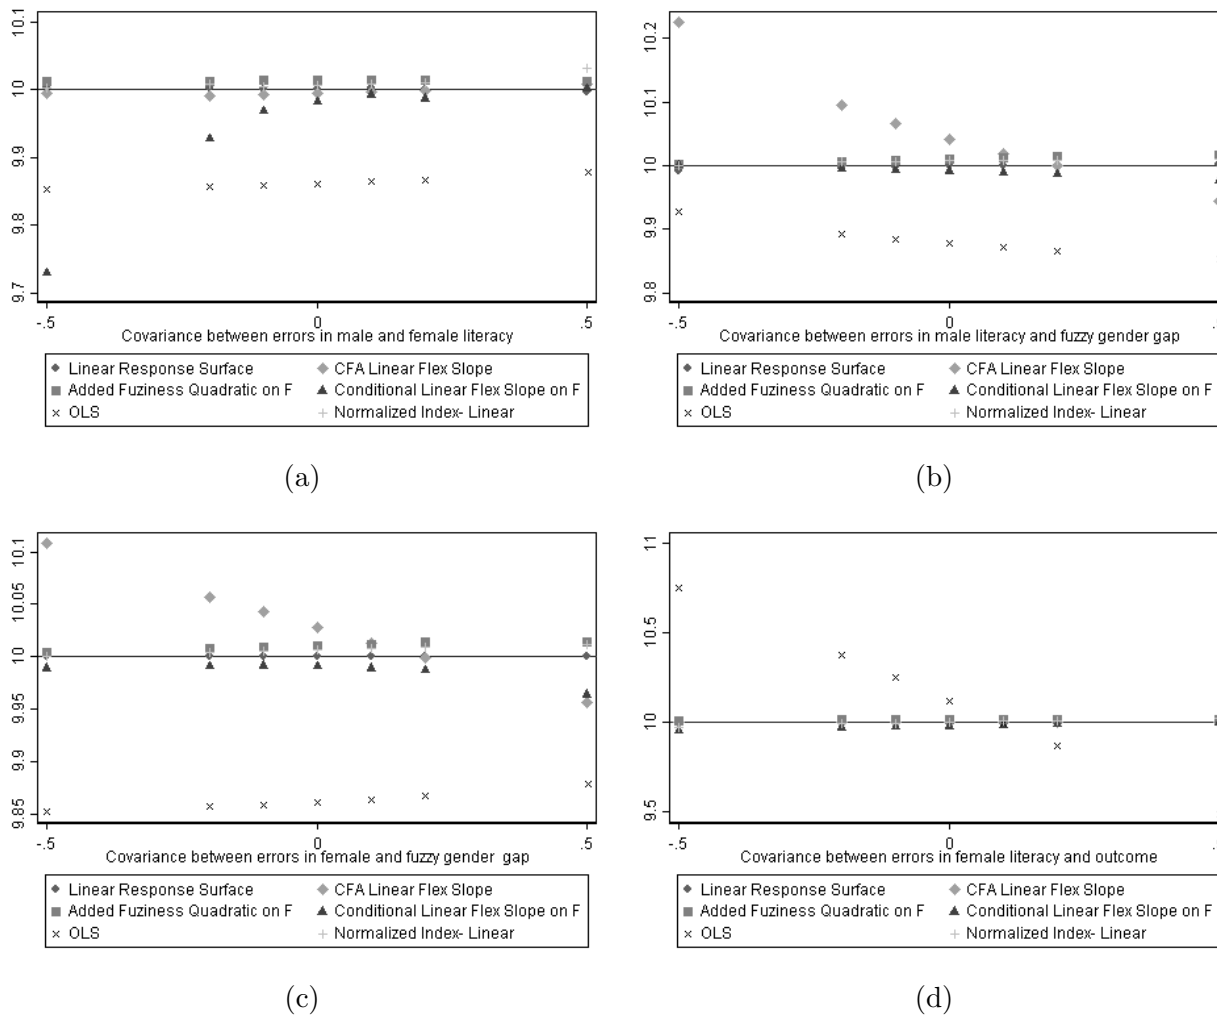 10.1
10
9.9
9.8
9.7
-.5
0
.5
Covariance between errors in male and female literacy
Linear Response Surface
CFA Linear Flex Slope
Added Fuziness Quadratic on F
Conditional Linear Flex Slope on F
OLS
Normalized Index- Linear
(a)
10.2
10.1
10
9.9
9.8
-.5
0
Covariance between errors in male literacy and fuzzy gender gap
Linear Response Surface
CFA Linear Flex Slope
Added Fuziness Quadratic on F
Conditional Linear Flex Slope on F
OLS
Normalized Index- Linear
(b)
10.1
10.05
10
9.95
9.9
9.85
-.5
0
.5
Covariance between errors in female and fuzzy gender gap
Linear Response Surface
CFA Linear Flex Slope
Added Fuziness Quadratic on F
Conditional Linear Flex Slope on F
OLS
Normalized Index- Linear
(c)
11
10.5
10
9.5
-.5
0
Covariance between errors in female literacy and outcome
Linear Response Surface
CFA Linear Flex Slope
Added Fuziness Quadratic on F
Conditional Linear Flex Slope on F
OLS
Normalized Index- Linear
(d)